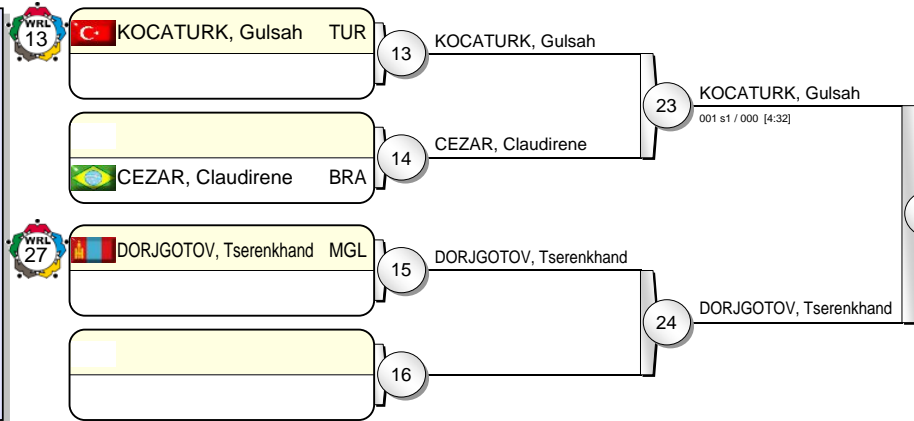 WRL
13
KOCATURK, Gulsah TUR
13
KOCATURK, Gulsah
CEZAR, Claudirene BRA
14
CEZAR, Claudirene
23
KOCATURK, Gulsah
001 s1 / 000 [4:32]
WRL
27
DORJGOTOV, Tserenkhand MGL
15
DORJGOTOV, Tserenkhand
16
24
DORJGOTOV, Tserenkhand